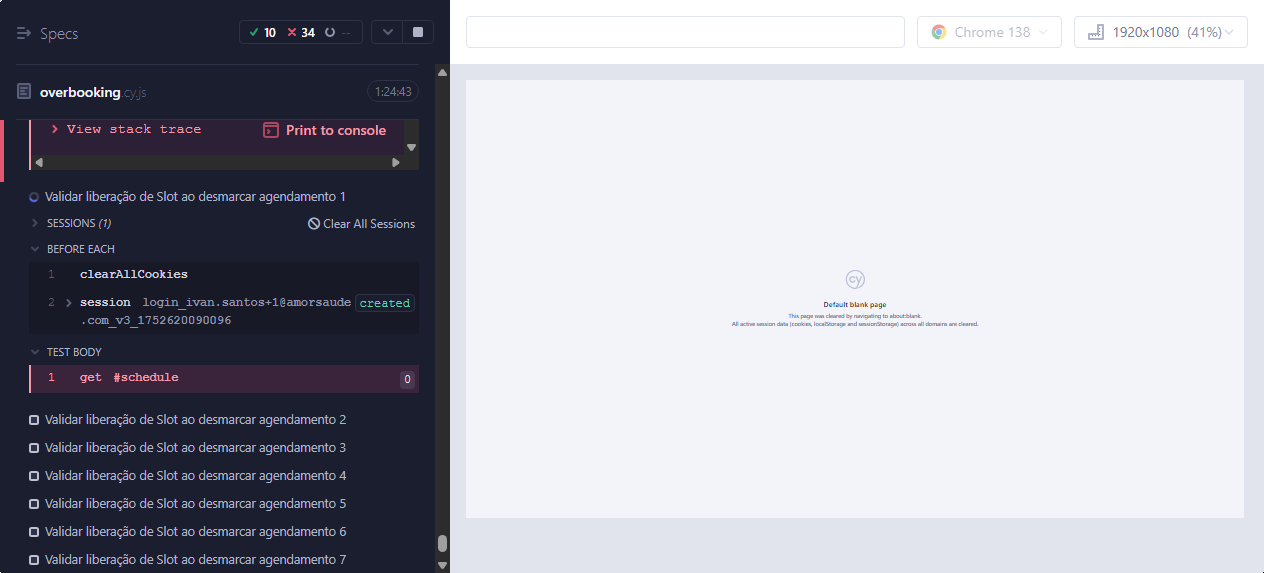 Specs
10 34 --
Chrome 138
1920x1080 (41%)
overbooking.cy.js
1:24:43
View stack trace
Print to console
Validar liberação de Slot ao desmarcar agendamento 1
SESSIONS (1)
Clear All Sessions
BEFORE EACH
1 clearAllCookies
2 session login_ivan.santos+1@amorsaude
.com_v3_1752620090096
created
TEST BODY
1 get #schedule
0
Validar liberação de Slot ao desmarcar agendamento 2
Validar liberação de Slot ao desmarcar agendamento 3
Validar liberação de Slot ao desmarcar agendamento 4
Validar liberação de Slot ao desmarcar agendamento 5
Validar liberação de Slot ao desmarcar agendamento 6
Validar liberação de Slot ao desmarcar agendamento 7
cy
Default blank page
This page was cleared by navigating to about:blank.
All active session data (cookies, localStorage and sessionStorage) across all domains are cleared.